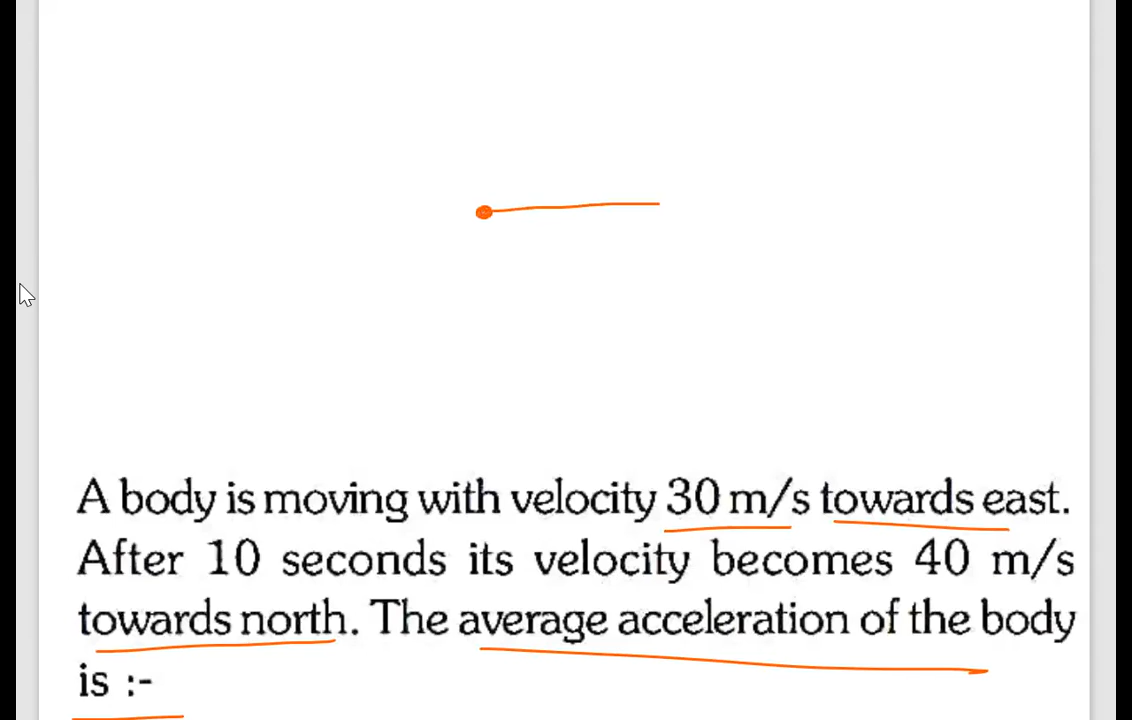 A body is moving with velocity 30 m/s towards east.
After 10 seconds its velocity becomes 40 m/s
towards north. The average acceleration of the body
is :-